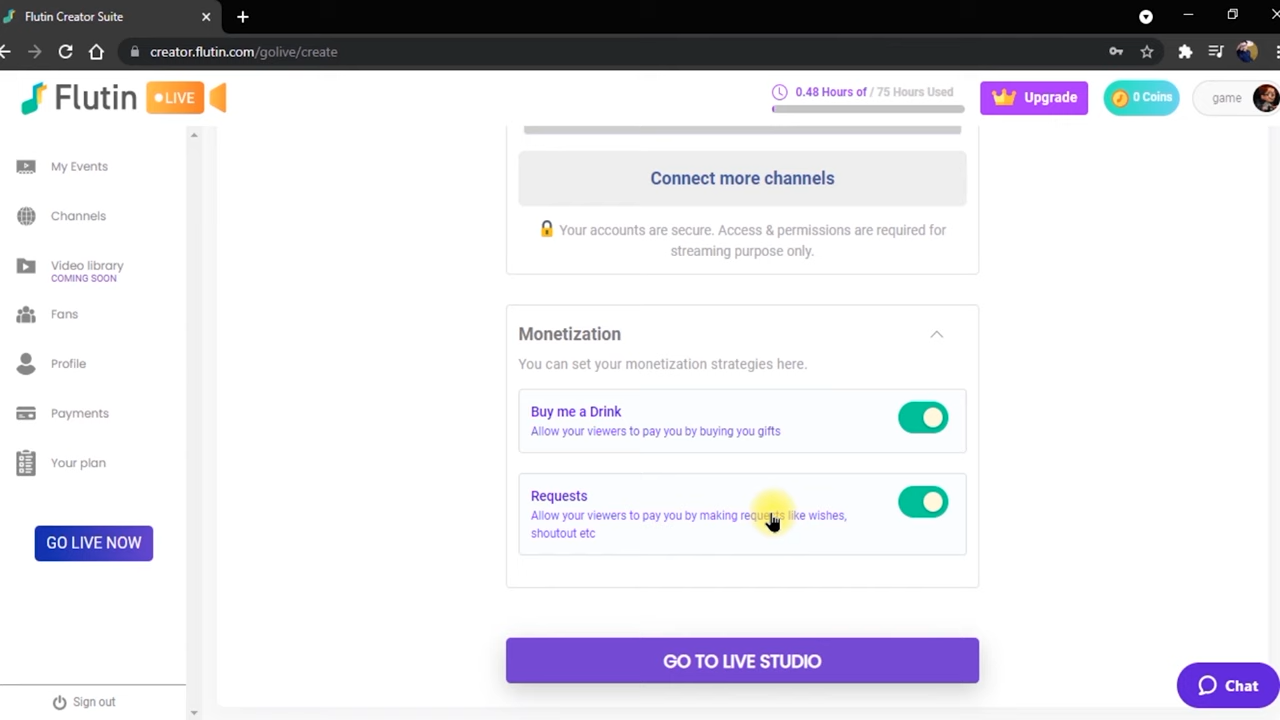 Flutin Creator Suite
creator.flutin.com/golive/create
Flutin LIVE
0.48 Hours of / 75 Hours Used
Upgrade
0 Coins
game
My Events
Channels
Video library
COMING SOON
Fans
Profile
Payments
Your plan
GO LIVE NOW
Sign out
Connect more channels
Your accounts are secure. Access & permissions are required for
streaming purpose only.
Monetization
You can set your monetization strategies here.
Buy me a Drink
Allow your viewers to pay you by buying you gifts
Requests
Allow your viewers to pay you by making requests like wishes,
shoutout etc
GO TO LIVE STUDIO
Chat